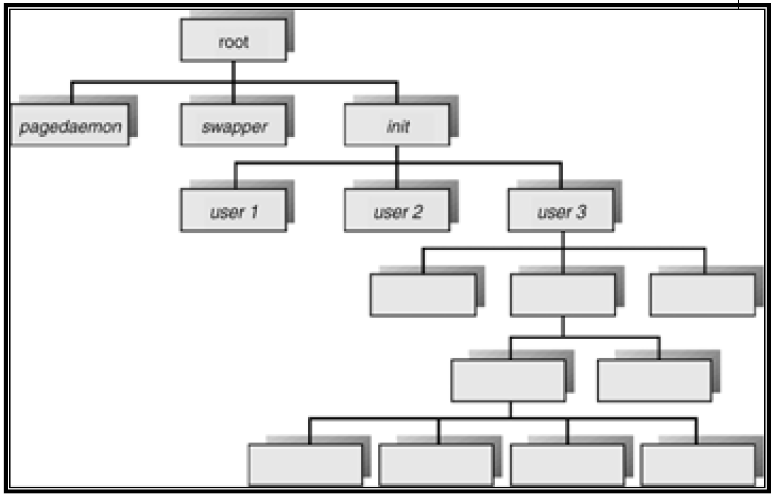 root
pagedaemon swapper init
user 1 user 2 user 3